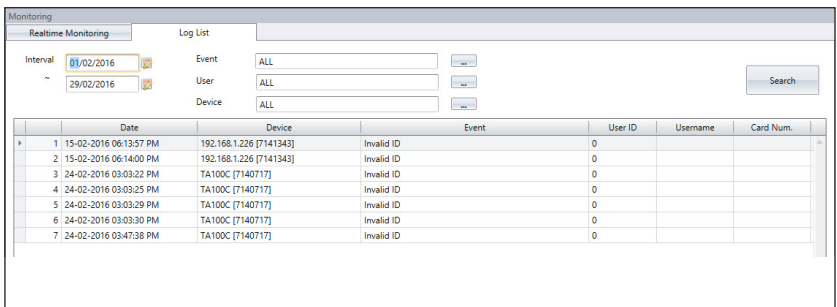 Monitoring
Realtime Monitoring Log List
Interval 01/02/2016 Event ALL ...
~ 29/02/2016 User ALL ... Search
Device ALL ...
Date Device Event User ID Username Card Num.
1 15-02-2016 06:13:57 PM 192.168.1.226 [7141343] Invalid ID 0
2 15-02-2016 06:14:00 PM 192.168.1.226 [7141343] Invalid ID 0
3 24-02-2016 03:03:22 PM TA100C [7140717] Invalid ID 0
4 24-02-2016 03:03:25 PM TA100C [7140717] Invalid ID 0
5 24-02-2016 03:03:29 PM TA100C [7140717] Invalid ID 0
6 24-02-2016 03:03:30 PM TA100C [7140717] Invalid ID 0
7 24-02-2016 03:47:38 PM TA100C [7140717] Invalid ID 0